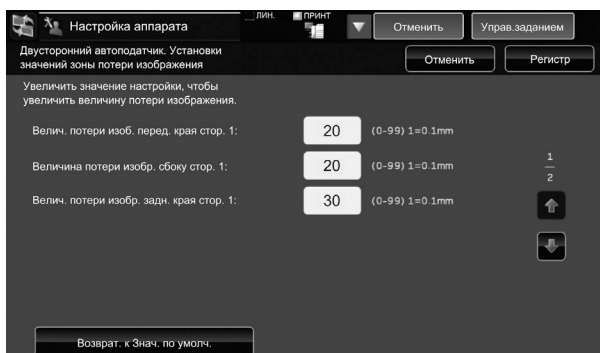 Настройка аппарата
ЛИН.
ПРИНТ
Отменить
Управ.заданием
Двусторонний автоподатчик. Установки
значений зоны потери изображения
Отменить
Регистр
Увеличить значение настройки, чтобы
увеличить величину потери изображения.
Велич. потери изоб. перед. края стор. 1:
20
(0-99) 1=0.1mm
Величина потери изобр. сбоку стор. 1:
20
(0-99) 1=0.1mm
Велич. потери изобр. задн. края стор. 1:
30
(0-99) 1=0.1mm
1
2
Возврат. к Знач. по умолч.